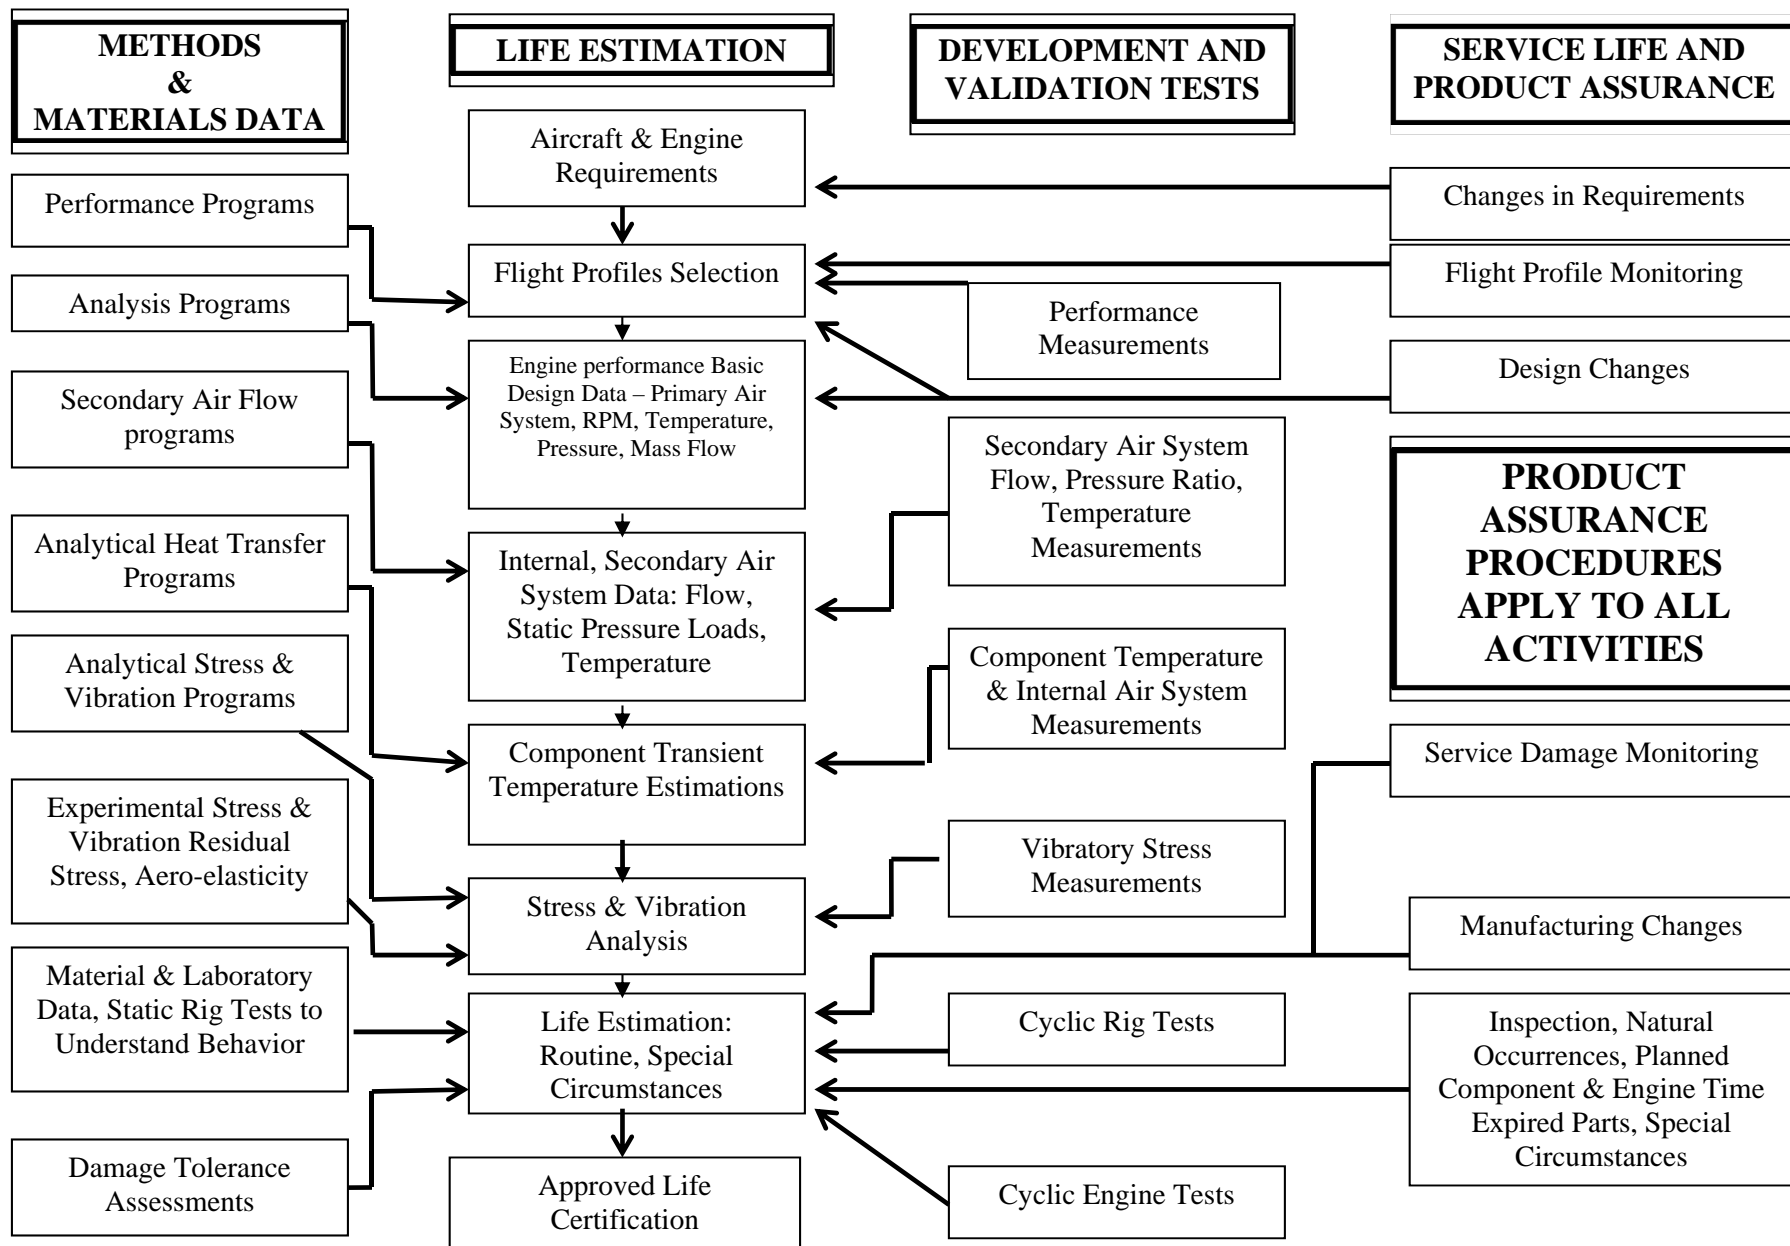 METHODS
&
MATERIALS DATA
Performance Programs
Analysis Programs
Secondary Air Flow
programs
Analytical Heat Transfer
Programs
Analytical Stress &
Vibration Programs
Experimental Stress &
Vibration Residual
Stress, Aero-elasticity
Material & Laboratory
Data, Static Rig Tests to
Understand Behavior
Damage Tolerance
Assessments
LIFE ESTIMATION
Aircraft & Engine
Requirements
Flight Profiles Selection
Engine performance Basic
Design Data – Primary Air
System, RPM, Temperature,
Pressure, Mass Flow
Internal, Secondary Air
System Data: Flow,
Static Pressure Loads,
Temperature
Component Transient
Temperature Estimations
Stress & Vibration
Analysis
Life Estimation:
Routine, Special
Circumstances
Approved Life
Certification
DEVELOPMENT AND
VALIDATION TESTS
Performance
Measurements
Secondary Air System
Flow, Pressure Ratio,
Temperature
Measurements
Component Temperature
& Internal Air System
Measurements
Vibratory Stress
Measurements
Cyclic Rig Tests
Cyclic Engine Tests
SERVICE LIFE AND
PRODUCT ASSURANCE
Changes in Requirements
Flight Profile Monitoring
Design Changes
PRODUCT
ASSURANCE
PROCEDURES
APPLY TO ALL
ACTIVITIES
Service Damage Monitoring
Manufacturing Changes
Inspection, Natural
Occurrences, Planned
Component & Engine Time
Expired Parts, Special
Circumstances